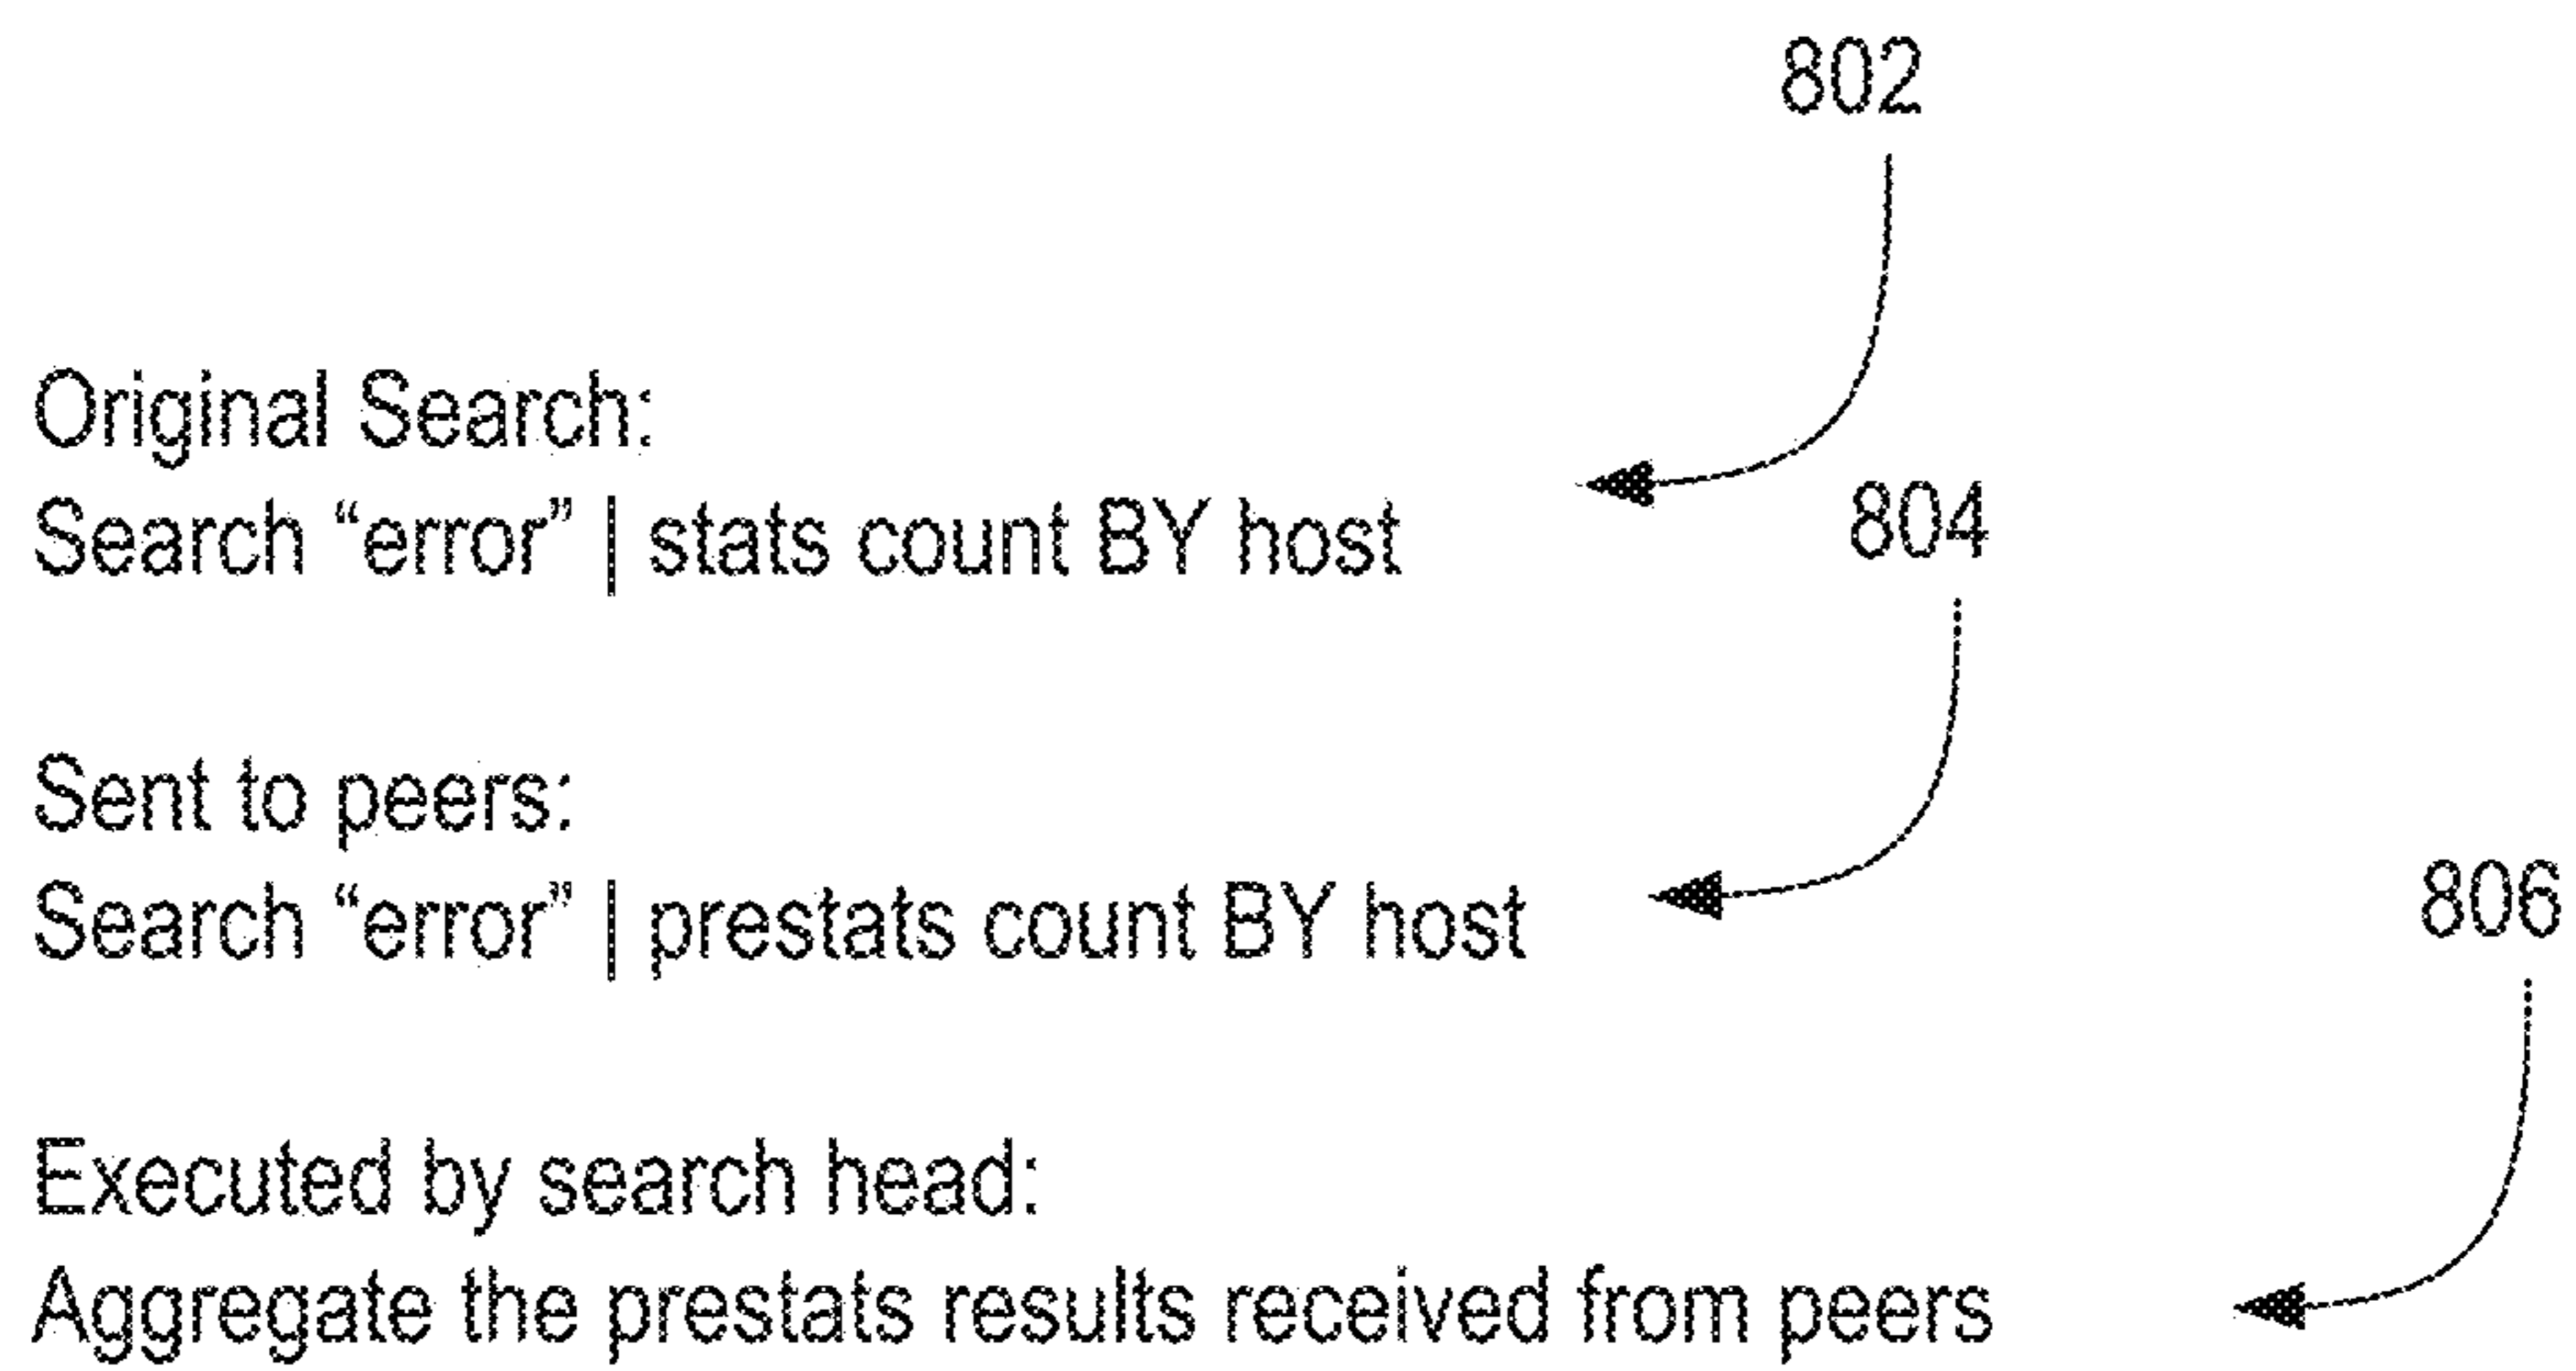 802
Original Search:
Search “error” | stats count BY host
804
Sent to peers:
Search “error” | prestats count BY host
806
Executed by search head:
Aggregate the prestats results received from peers